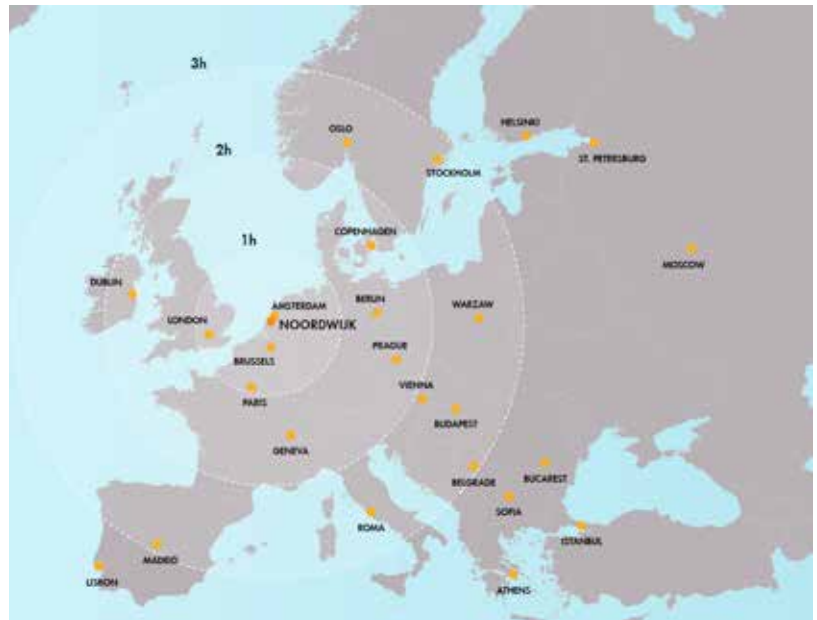 3h
OSLO
HELSINKI
2h
STOCKHOLM
ST. PETERSBURG
COPENHAGEN
1h
MOSCOW
DUBLIN
BERLIN
AMSTERDAM
WARZAW
LONDON
NOORDWIJK
BRUSSELS
PRAGUE
PARIS
VIENNA
BUDAPEST
GENEVA
BELGRADE
BUCAREST
SOFIA
ROMA
ISTANBUL
MADRID
LISBON
ATHENS